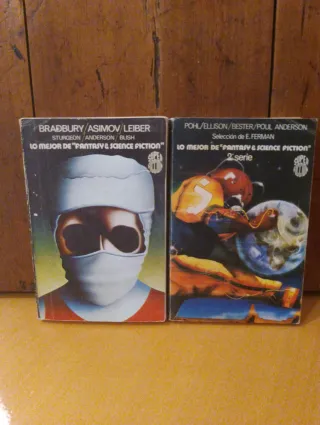 BRADBURY/ASIMOV/LEIBER
STURGEON/ANDERSON/BUSH
LO MEJOR DE "FANTASY & SCIENCE FICTION"
POHL/ELLISON/BESTER/POUL ANDERSON
Selección de E. FERMAN
LO MEJOR DE "FANTASY & SCIENCE FICTION"
2ª serie